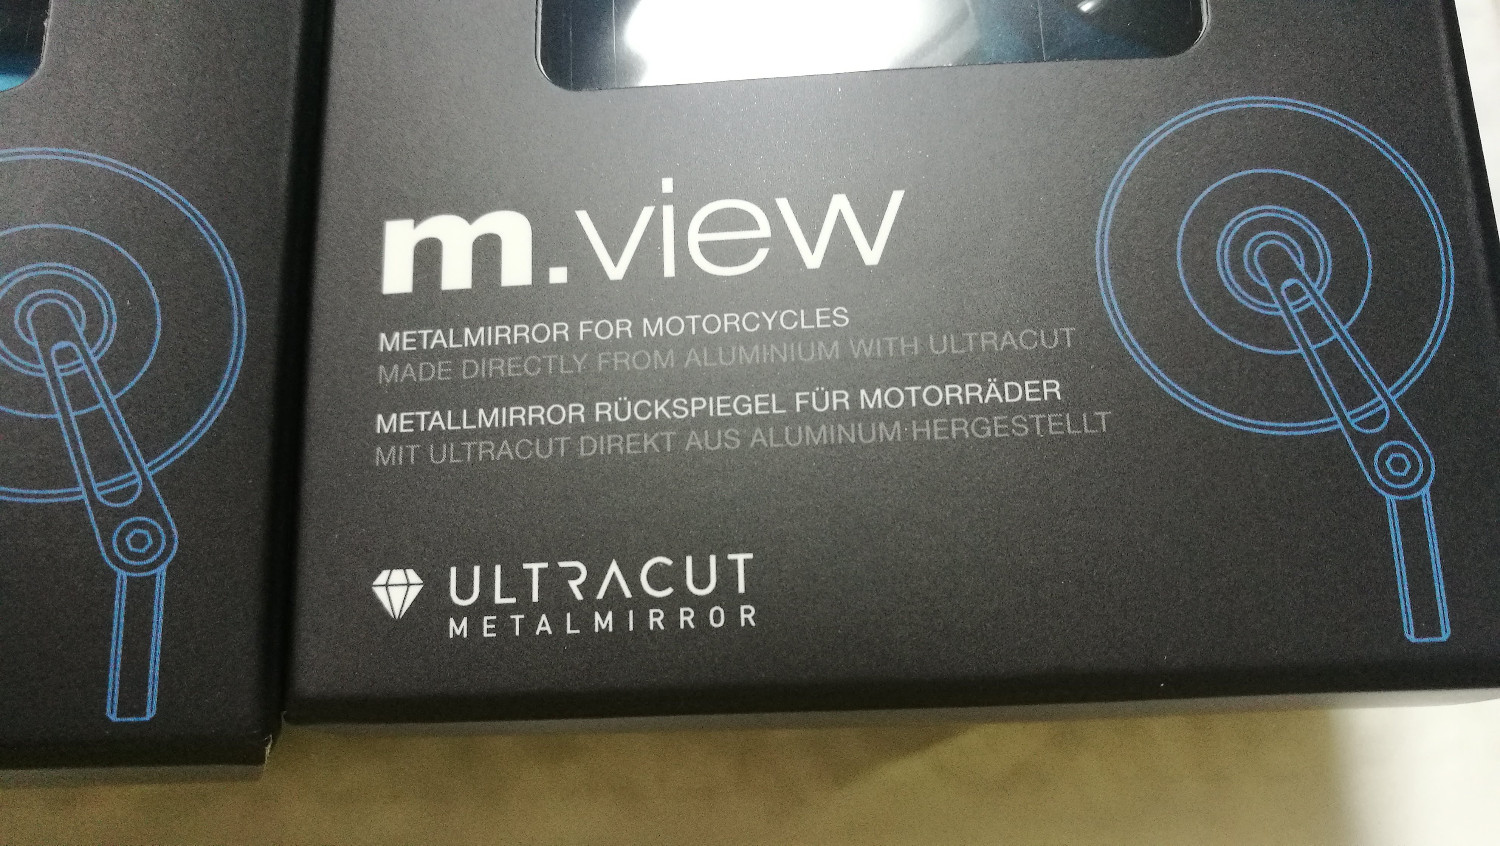 m.view
METALMIRROR FOR MOTORCYCLES
MADE DIRECTLY FROM ALUMINIUM WITH ULTRACUT
METALLMIRROR RÜCKSPIEGEL FÜR MOTORRÄDER
MIT ULTRACUT DIREKT AUS ALUMINUM HERGESTELLT
ULTRACUT
METALMIRROR